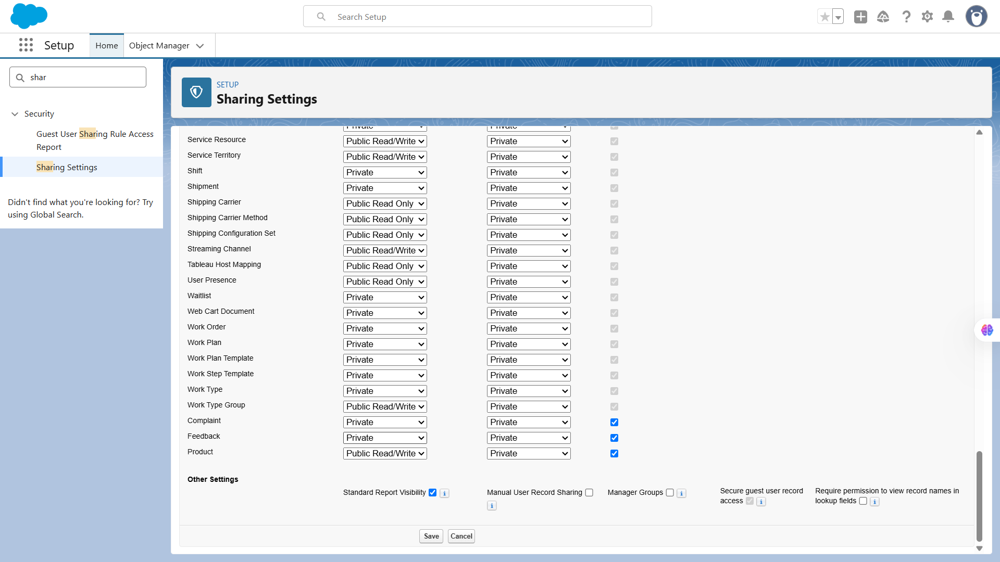 Search Setup
Setup
Home
Object Manager
shar
Security
Guest User Sharing Rule Access
Report
Sharing Settings
Didn't find what you're looking for? Try
using Global Search.
SETUP
Sharing Settings
Private Private
Service Resource Public Read/Write Private
Service Territory Public Read/Write Private
Shift Private Private
Shipment Private Private
Shipping Carrier Public Read Only Private
Shipping Carrier Method Public Read Only Private
Shipping Configuration Set Public Read Only Private
Streaming Channel Public Read/Write Private
Tableau Host Mapping Public Read Only Private
User Presence Public Read Only Private
Waitlist Private Private
Web Cart Document Private Private
Work Order Private Private
Work Plan Private Private
Work Plan Template Private Private
Work Step Template Private Private
Work Type Private Private
Work Type Group Public Read/Write Private
Complaint Private Private
Feedback Private Private
Product Public Read/Write Private
Other Settings
Standard Report Visibility
Manual User Record Sharing
Manager Groups
Secure guest user record
access
Require permission to view record names in
lookup fields
Save Cancel